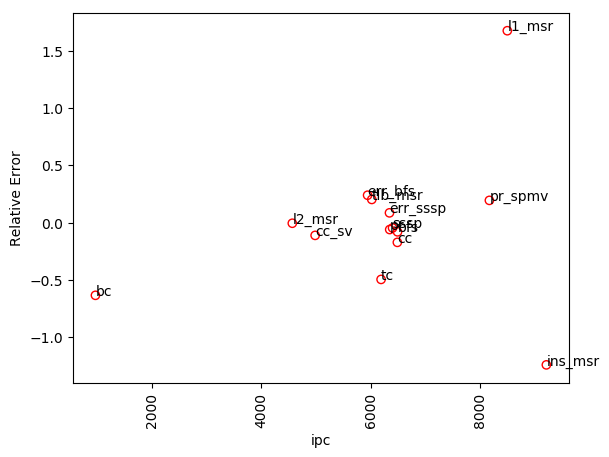 l1_msr
1.5
1.0
0.5
0.0
−0.5
−1.0
Relative Error
err_bfs
tlb_msr
pr_spmv
err_sssp
l2_msr
sssp
cc_sv
bfs
cc
tc
bc
ins_msr
2000
4000
6000
8000
ipc